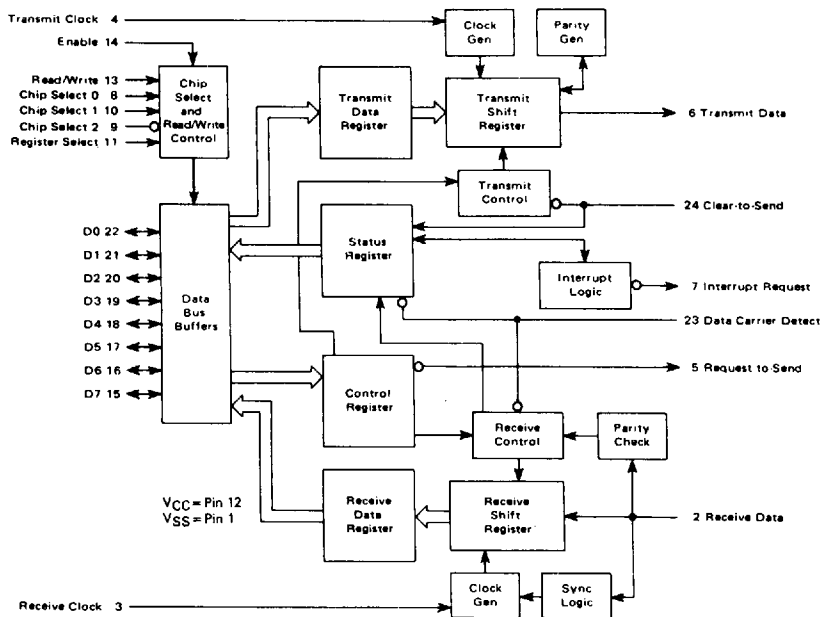 Transmit Clock 4
Clock
Gen
Parity
Gen
Enable 14
Read/Write 13
Chip Select 0 8
Chip Select 1 10
Chip Select 2 9
Register Select 11
Chip
Select
and
Read/Write
Control
Transmit
Data
Register
Transmit
Shift
Register
6 Transmit Data
Transmit
Control
24 Clear-to-Send
D0 22
D1 21
D2 20
D3 19
D4 18
D5 17
D6 16
D7 15
Data
Bus
Buffers
Status
Register
Interrupt
Logic
7 Interrupt Request
23 Data Carrier Detect
5 Request-to-Send
Control
Register
Receive
Control
Parity
Check
VCC = Pin 12
VSS = Pin 1
Receive
Data
Register
Receive
Shift
Register
2 Receive Data
Receive Clock 3
Clock
Gen
Sync
Logic